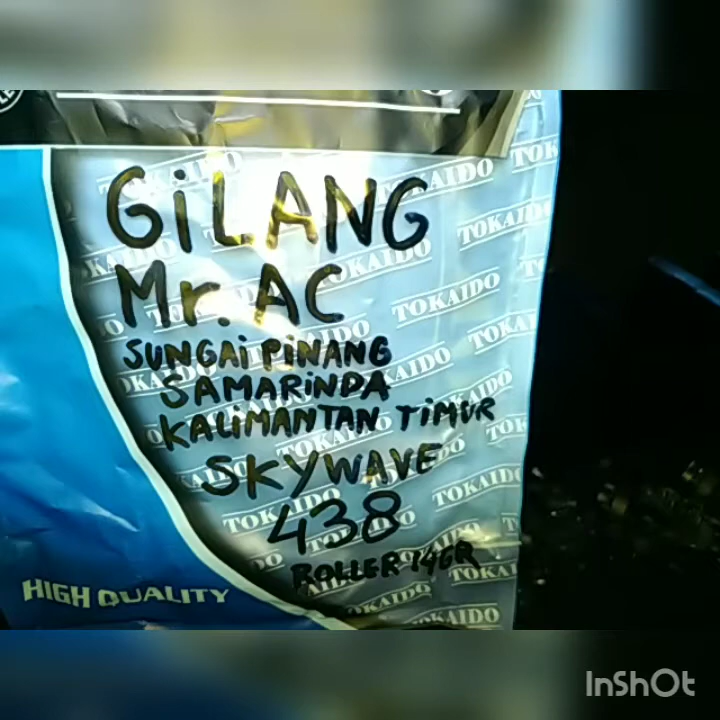 GiLANG
Mr. AC
SUNGAi PiNANG
SAMARiNDA
KALiMANTAN TiMUR
SKYWAVE
438
ROLLER 14GR
HIGH QUALITY
TOKAIDO
InShOt